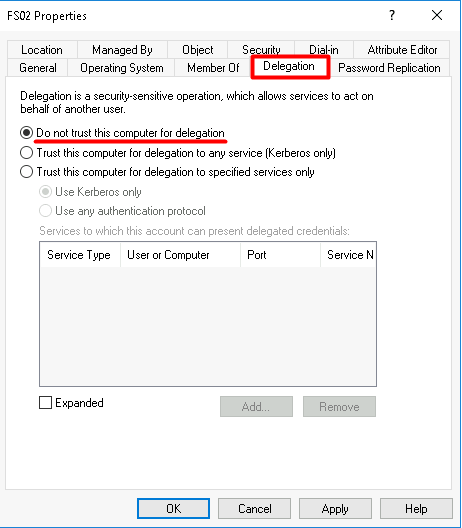 FS02 Properties
? ×
Location Managed By Object Security Dial-in Attribute Editor
General Operating System Member Of Delegation Password Replication
Delegation is a security-sensitive operation, which allows services to act on
behalf of another user.
Do not trust this computer for delegation
Trust this computer for delegation to any service (Kerberos only)
Trust this computer for delegation to specified services only
Use Kerberos only
Use any authentication protocol
Services to which this account can present delegated credentials:
Service Type User or Computer Port Service N
Expanded Add... Remove
OK Cancel Apply Help